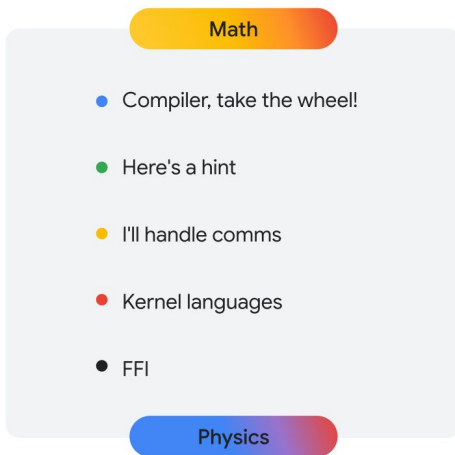 Math
Compiler, take the wheel!
Here's a hint
I'll handle comms
Kernel languages
FFI
Physics